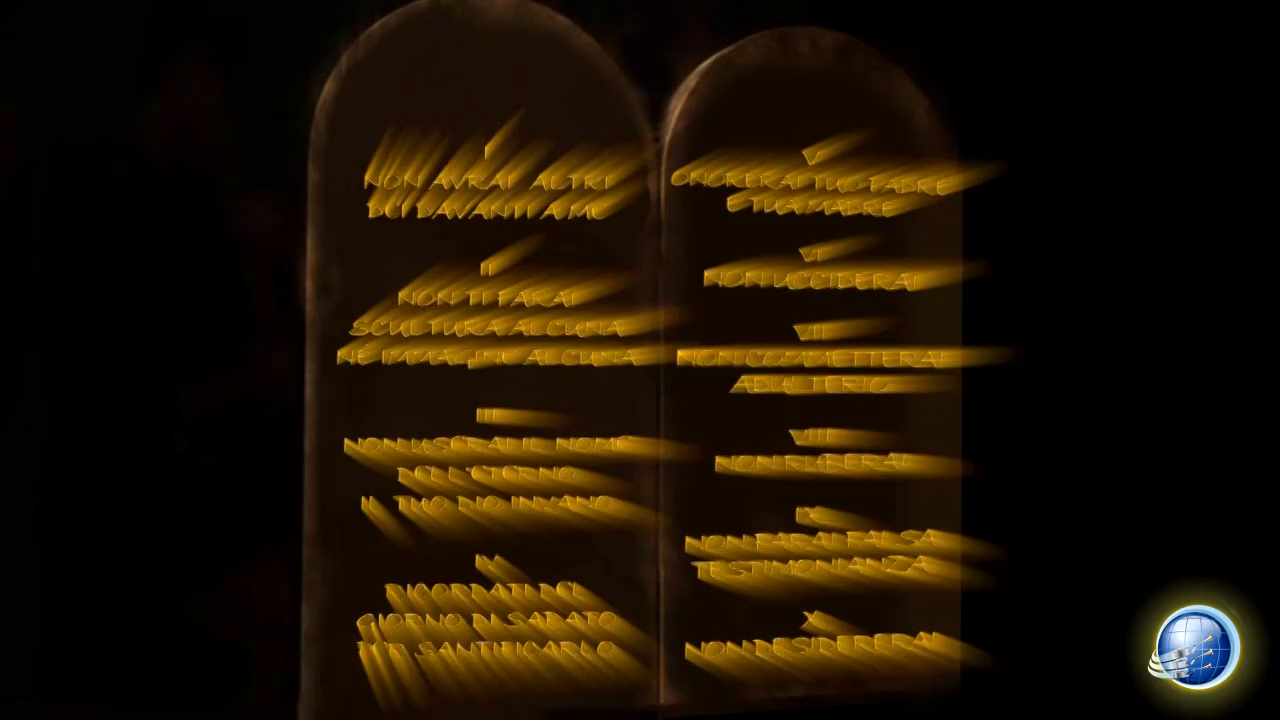 I
NON AVRAI ALTRI
DÈI DAVANTI A ME
II
NON TI FARAI
SCULTURA ALCUNA
NÉ IMMAGINE ALCUNA
III
NON USERAI IL NOME
DELL'ETERNO
IL TUO DIO INVANO
IV
RICORDATI DEL
GIORNO DI SABATO
PER SANTIFICARLO
V
ONORERAI TUO PADRE
TUA MADRE
VI
NON UCCIDERAI
VII
NON COMMETTERAI
ADULTERIO
VIII
NON RUBERAI
IX
NON FARAI FALSA
TESTIMONIANZA
X
NON DESIDERERAI